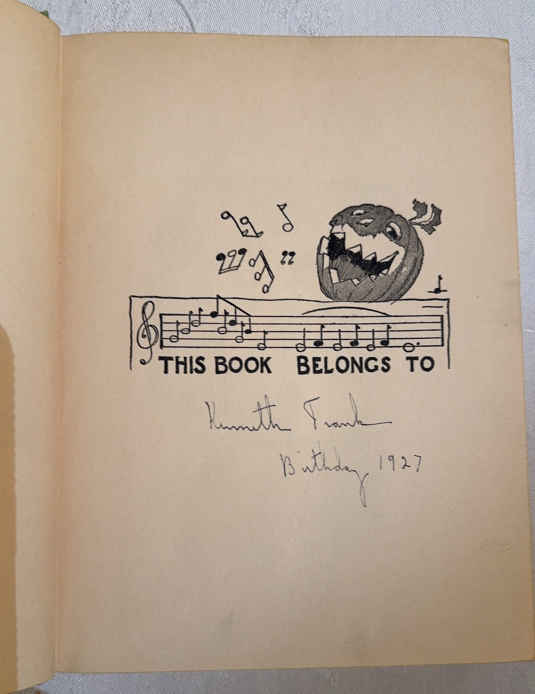 THIS BOOK BELONGS TO
Kenneth Frank
Birthday 1927